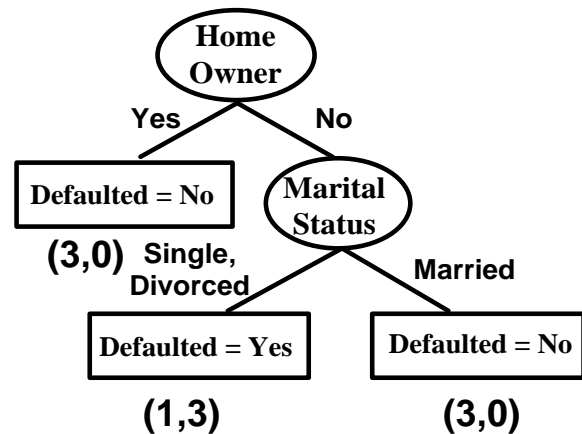 Home
Owner
Yes
No
Defaulted = No
Marital
Status
(3,0)
Single,
Divorced
Married
Defaulted = Yes
Defaulted = No
(1,3)
(3,0)